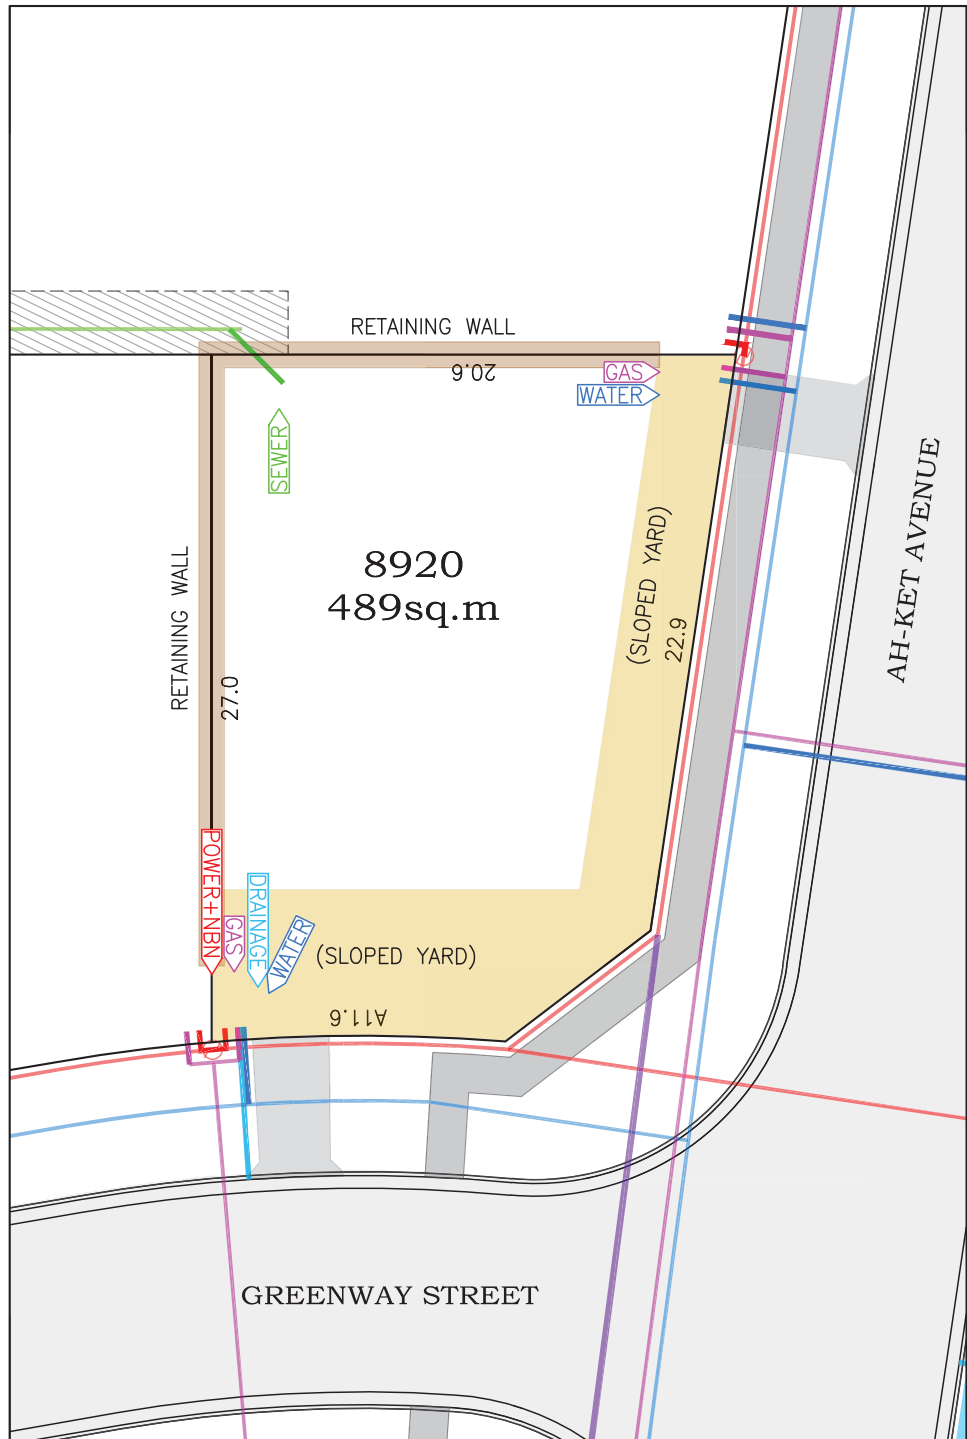 RETAINING WALL
20.6
GAS
WATER
SEWER
AH-KET AVENUE
(SLOPED YARD)
22.9
8920
489sq.m
RETAINING WALL
27.0
POWER+NBN
GAS
DRAINAGE
WATER
(SLOPED YARD)
A11.6
GREENWAY STREET